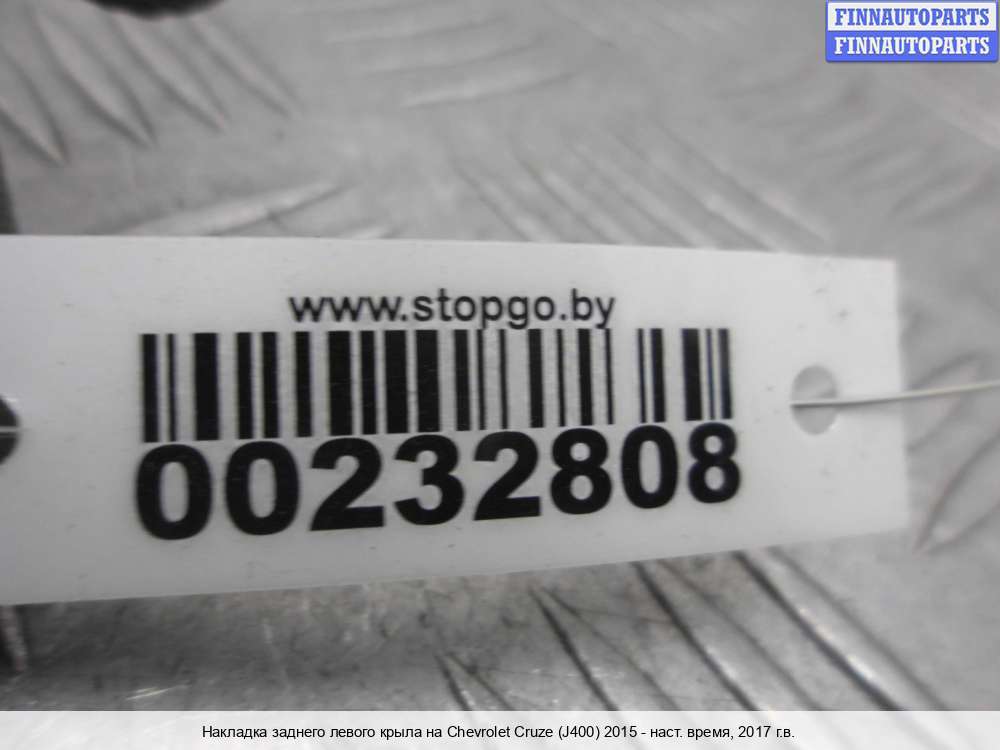 FINNAUTOPARTS
FINNAUTOPARTS
www.stopgo.by
00232808
Накладка заднего левого крыла на Chevrolet Cruze (J400) 2015 - наст. время, 2017 г.в.